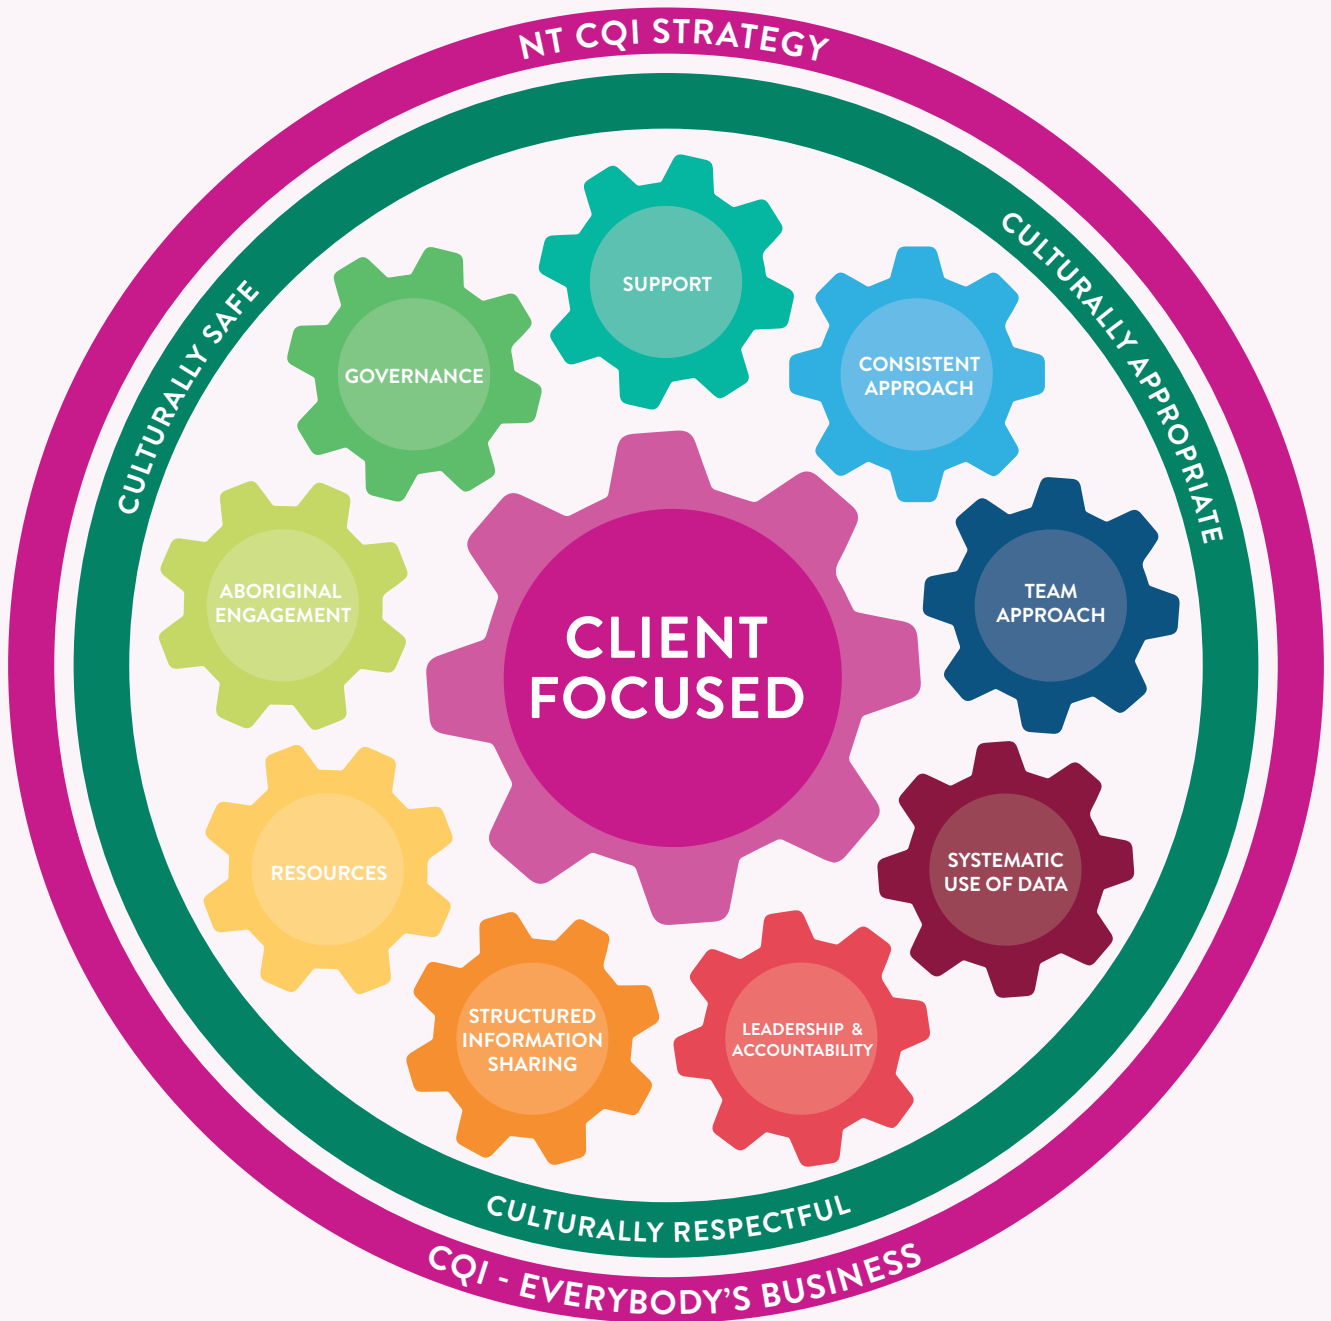 NT CQI STRATEGY
CULTURALLY SAFE
CULTURALLY APPROPRIATE
SUPPORT
GOVERNANCE
CONSISTENT
APPROACH
ABORIGINAL
ENGAGEMENT
TEAM
APPROACH
CLIENT
FOCUSED
RESOURCES
SYSTEMATIC
USE OF DATA
STRUCTURED
INFORMATION
SHARING
LEADERSHIP &
ACCOUNTABILITY
CULTURALLY RESPECTFUL
CQI - EVERYBODY’S BUSINESS